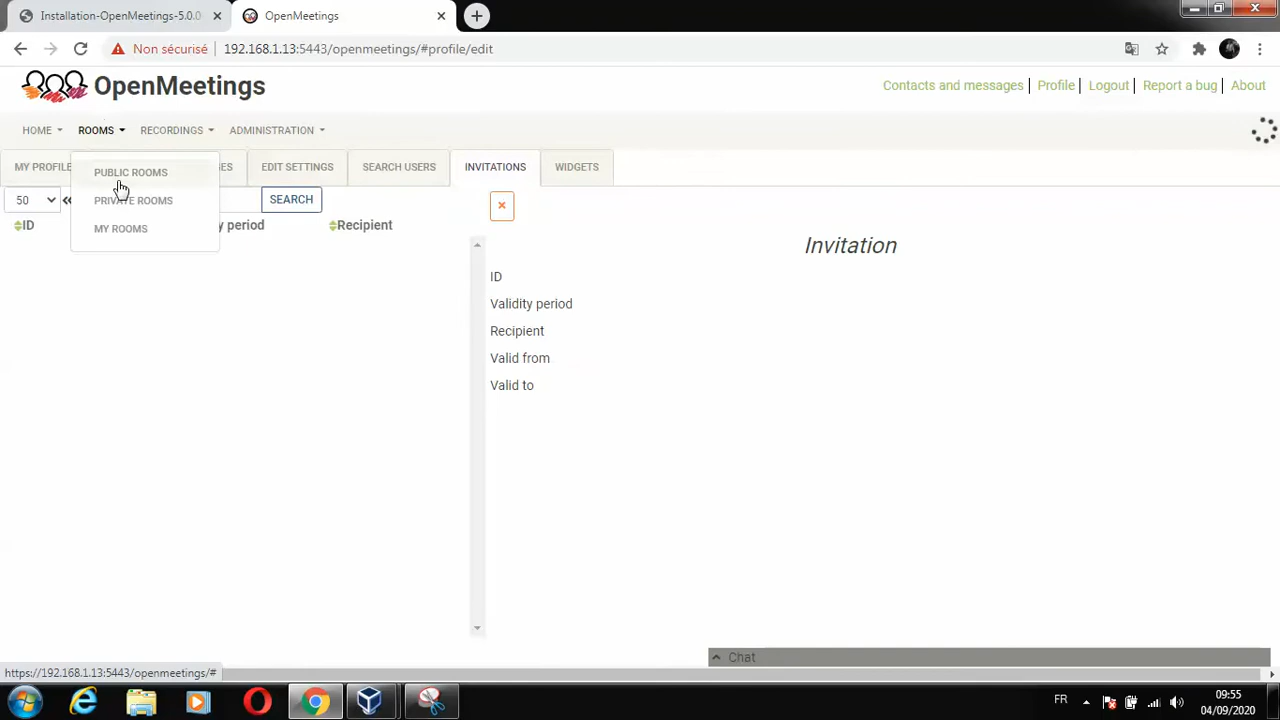 Installation-OpenMeetings-5.0.0
OpenMeetings
Non sécurisé
192.168.1.13:5443/openmeetings/#profile/edit
OpenMeetings
Contacts and messages
Profile
Logout
Report a bug
About
HOME
ROOMS
RECORDINGS
ADMINISTRATION
MY PROFILE
EDIT SETTINGS
SEARCH USERS
INVITATIONS
WIDGETS
PUBLIC ROOMS
PRIVATE ROOMS
MY ROOMS
50
SEARCH
ID
period
Recipient
Invitation
ID
Validity period
Recipient
Valid from
Valid to
Chat
https://192.168.1.13:5443/openmeetings/#
FR
09:55
04/09/2020